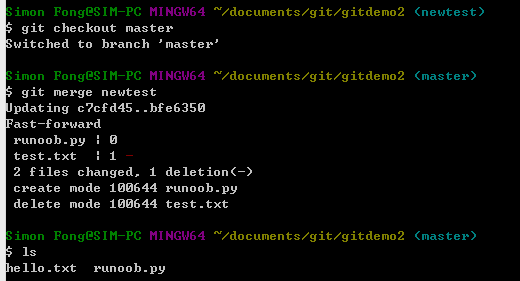 Simon Fong@SIM-PC MINGW64 ~/documents/git/gitdemo2 (newtest)
$ git checkout master
Switched to branch 'master'
Simon Fong@SIM-PC MINGW64 ~/documents/git/gitdemo2 (master)
$ git merge newtest
Updating c7cfd45..bfe6350
Fast-forward
runoob.py | 0
test.txt | 1 -
2 files changed, 1 deletion(-)
create mode 100644 runoob.py
delete mode 100644 test.txt
Simon Fong@SIM-PC MINGW64 ~/documents/git/gitdemo2 (master)
$ ls
hello.txt runoob.py